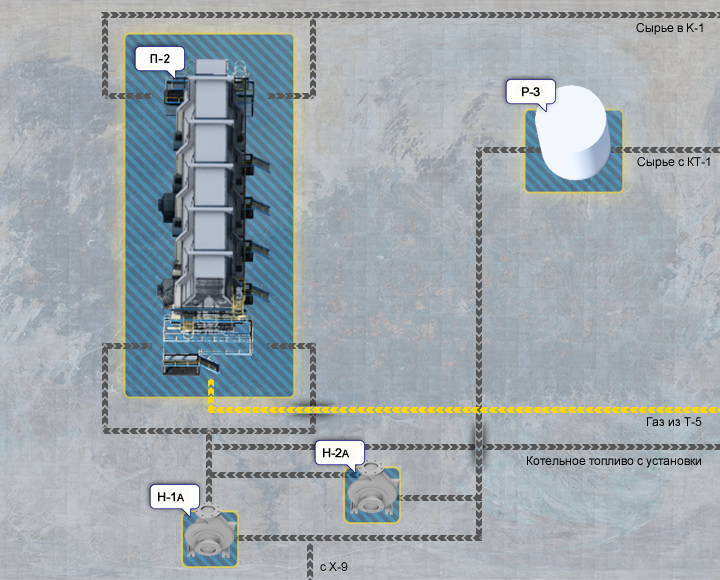 Сырье в К-1
П-2
Р-3
Сырье с КТ-1
Газ из Т-5
Н-2А
Котельное топливо с установки
Н-1А
с Х-9